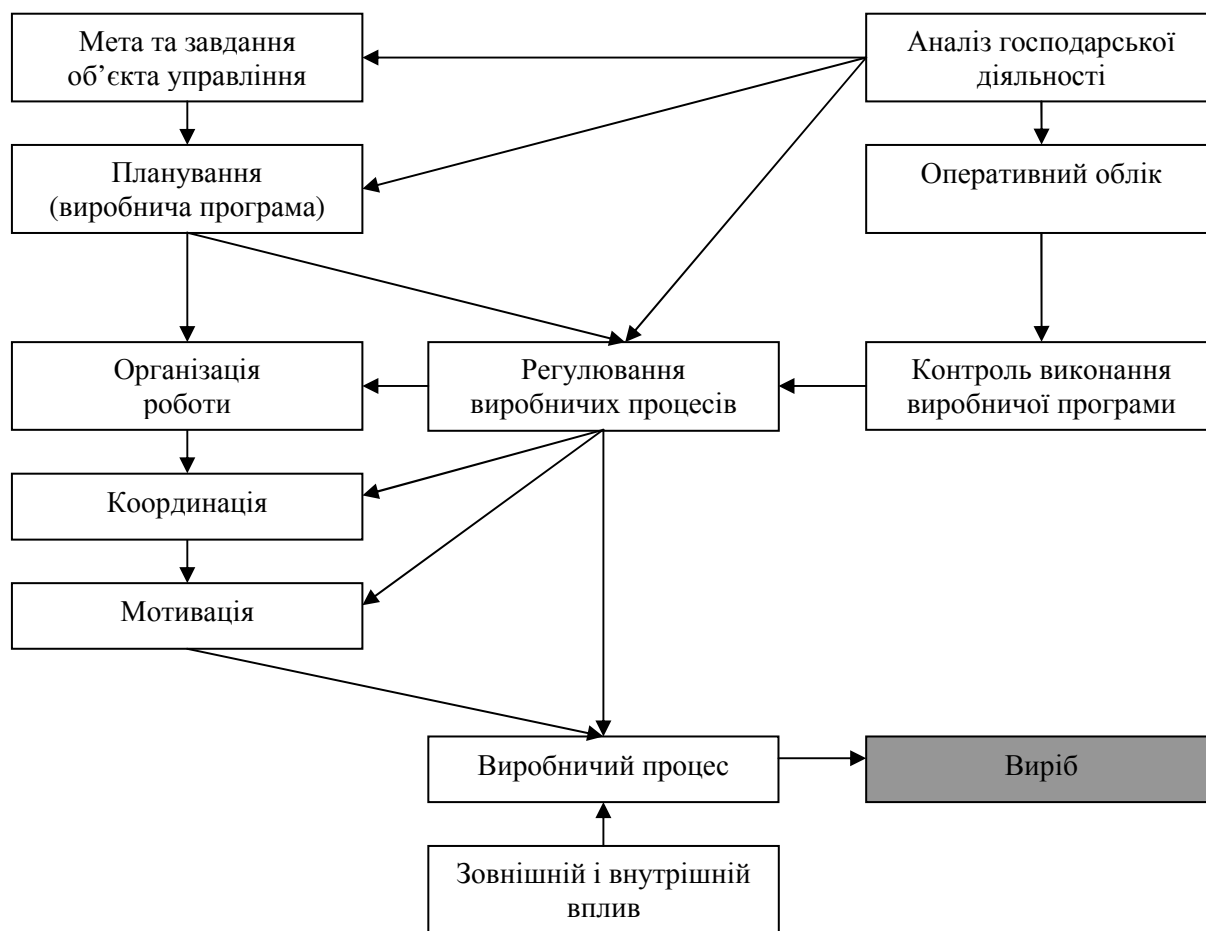 Мета та завдання
об’єкта управління
Аналіз господарської
діяльності
Планування
(виробнича програма)
Оперативний облік
Організація
роботи
Регулювання
виробничих процесів
Контроль виконання
виробничої програми
Координація
Мотивація
Виробничий процес
Виріб
Зовнішній і внутрішній
вплив